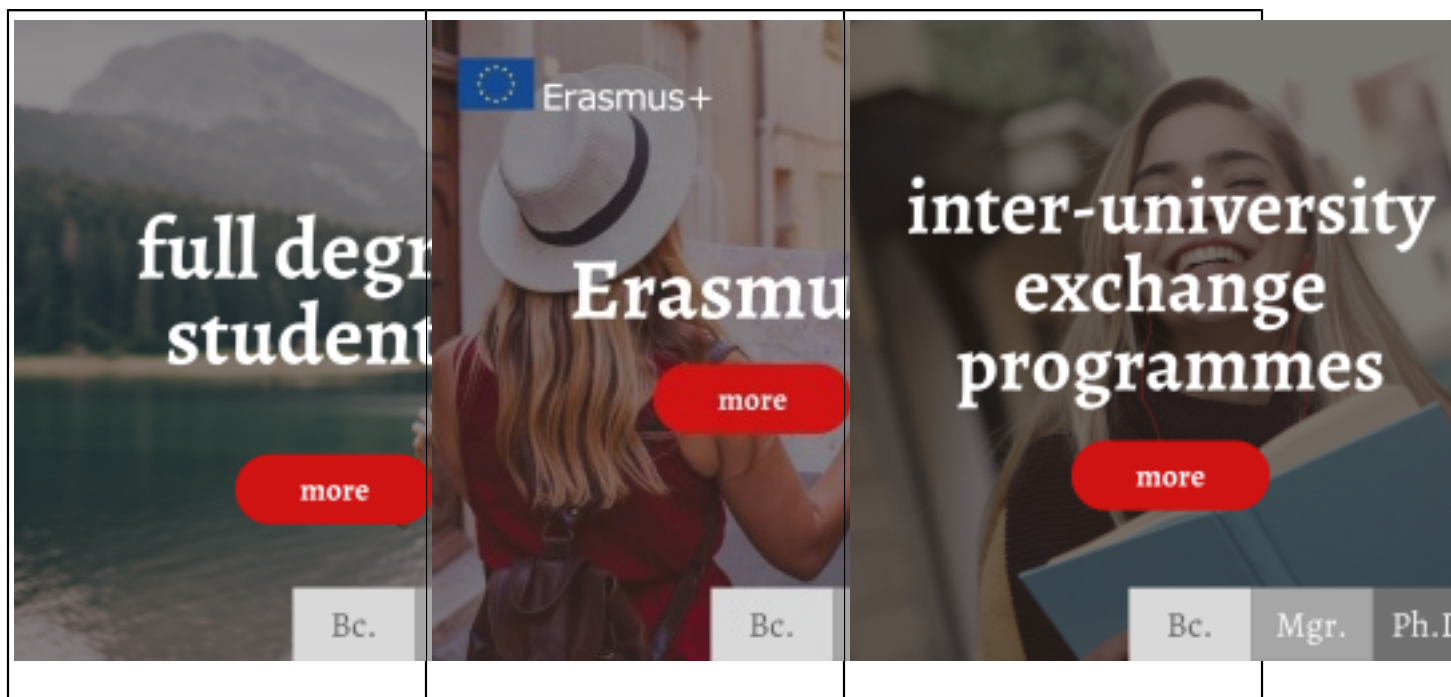 full degr
student
more
Bc.
Erasmus+
Erasmu
more
Bc.
inter-university
exchange
programmes
more
Bc. Mgr. Ph.D